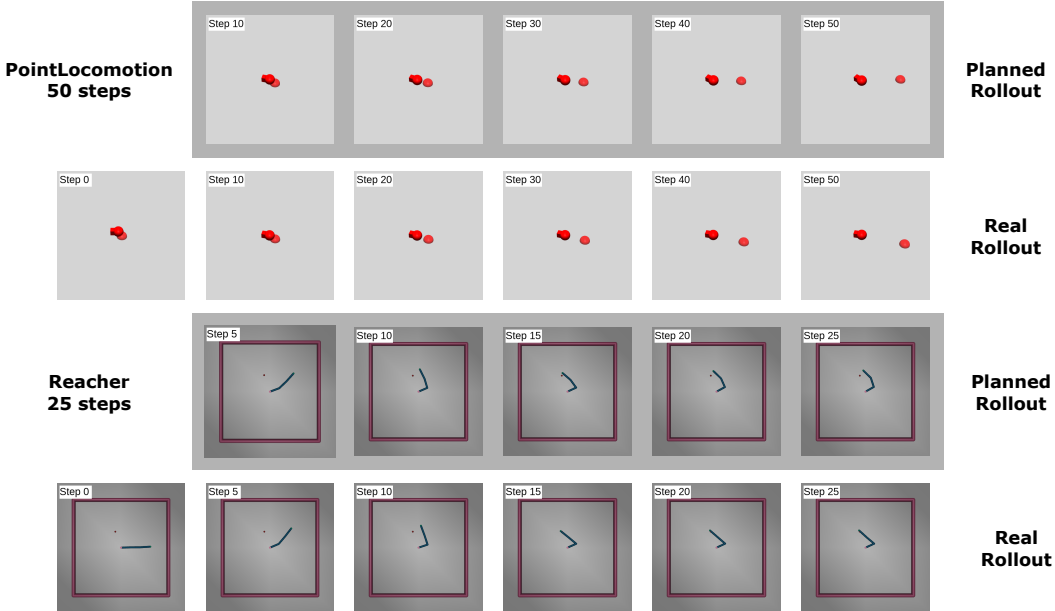 Step 10
Step 20
Step 30
Step 40
Step 50
PointLocomotion
50 steps
Planned
Rollout
Step 0
Step 10
Step 20
Step 30
Step 40
Step 50
Real
Rollout
Step 5
Step 10
Step 15
Step 20
Step 25
Reacher
25 steps
Planned
Rollout
Step 0
Step 5
Step 10
Step 15
Step 20
Step 25
Real
Rollout